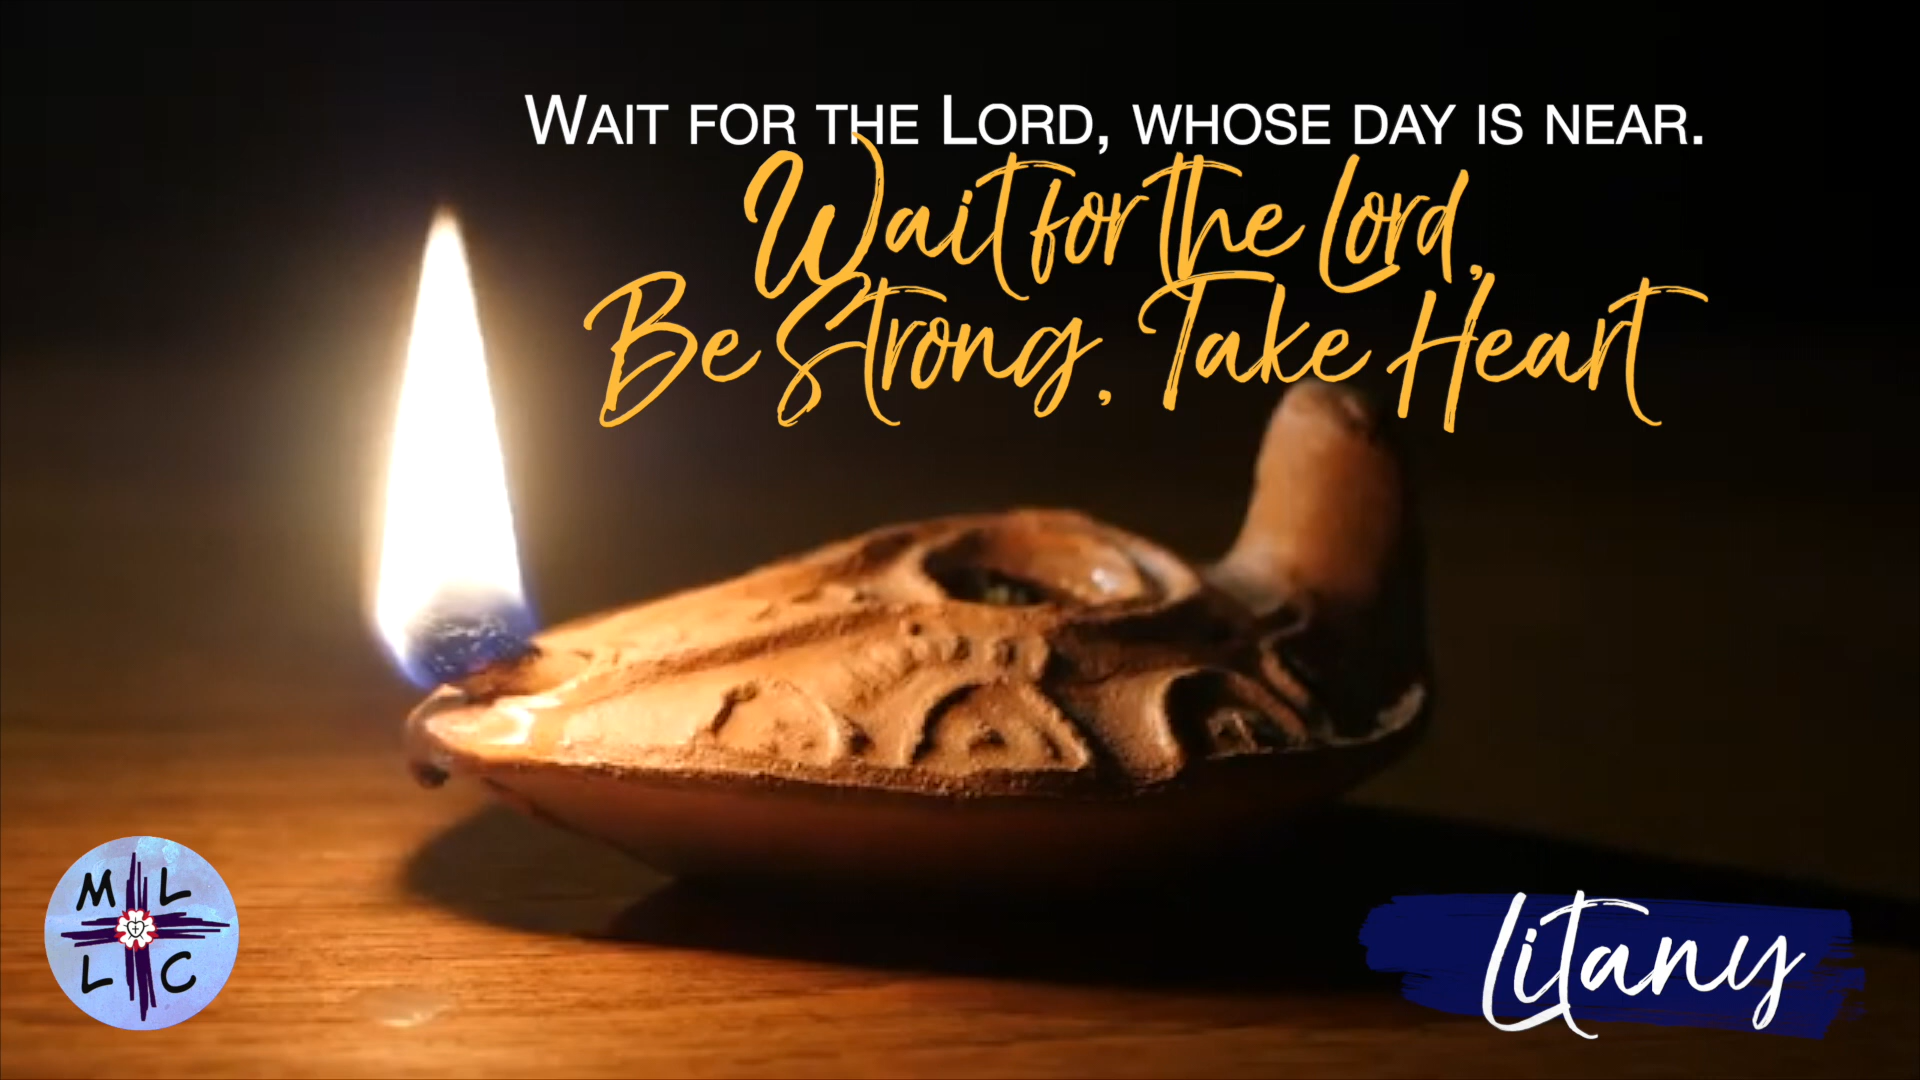 WAIT FOR THE LORD, WHOSE DAY IS NEAR.
Wait for the Lord,
Be Strong, Take Heart
M L
L C
Litany